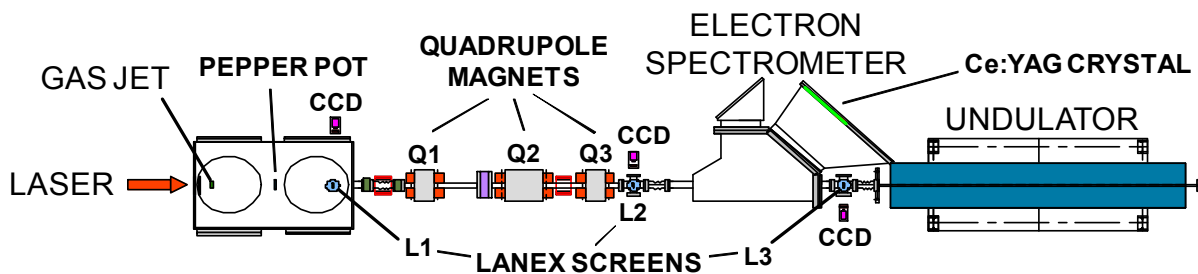 GAS JET
PEPPER POT
CCD
QUADRUPOLE
MAGNETS
ELECTRON
SPECTROMETER
Ce:YAG CRYSTAL
UNDULATOR
CCD
Q1
Q2
Q3
LASER
L2
L1
LANEX SCREENS
L3
CCD